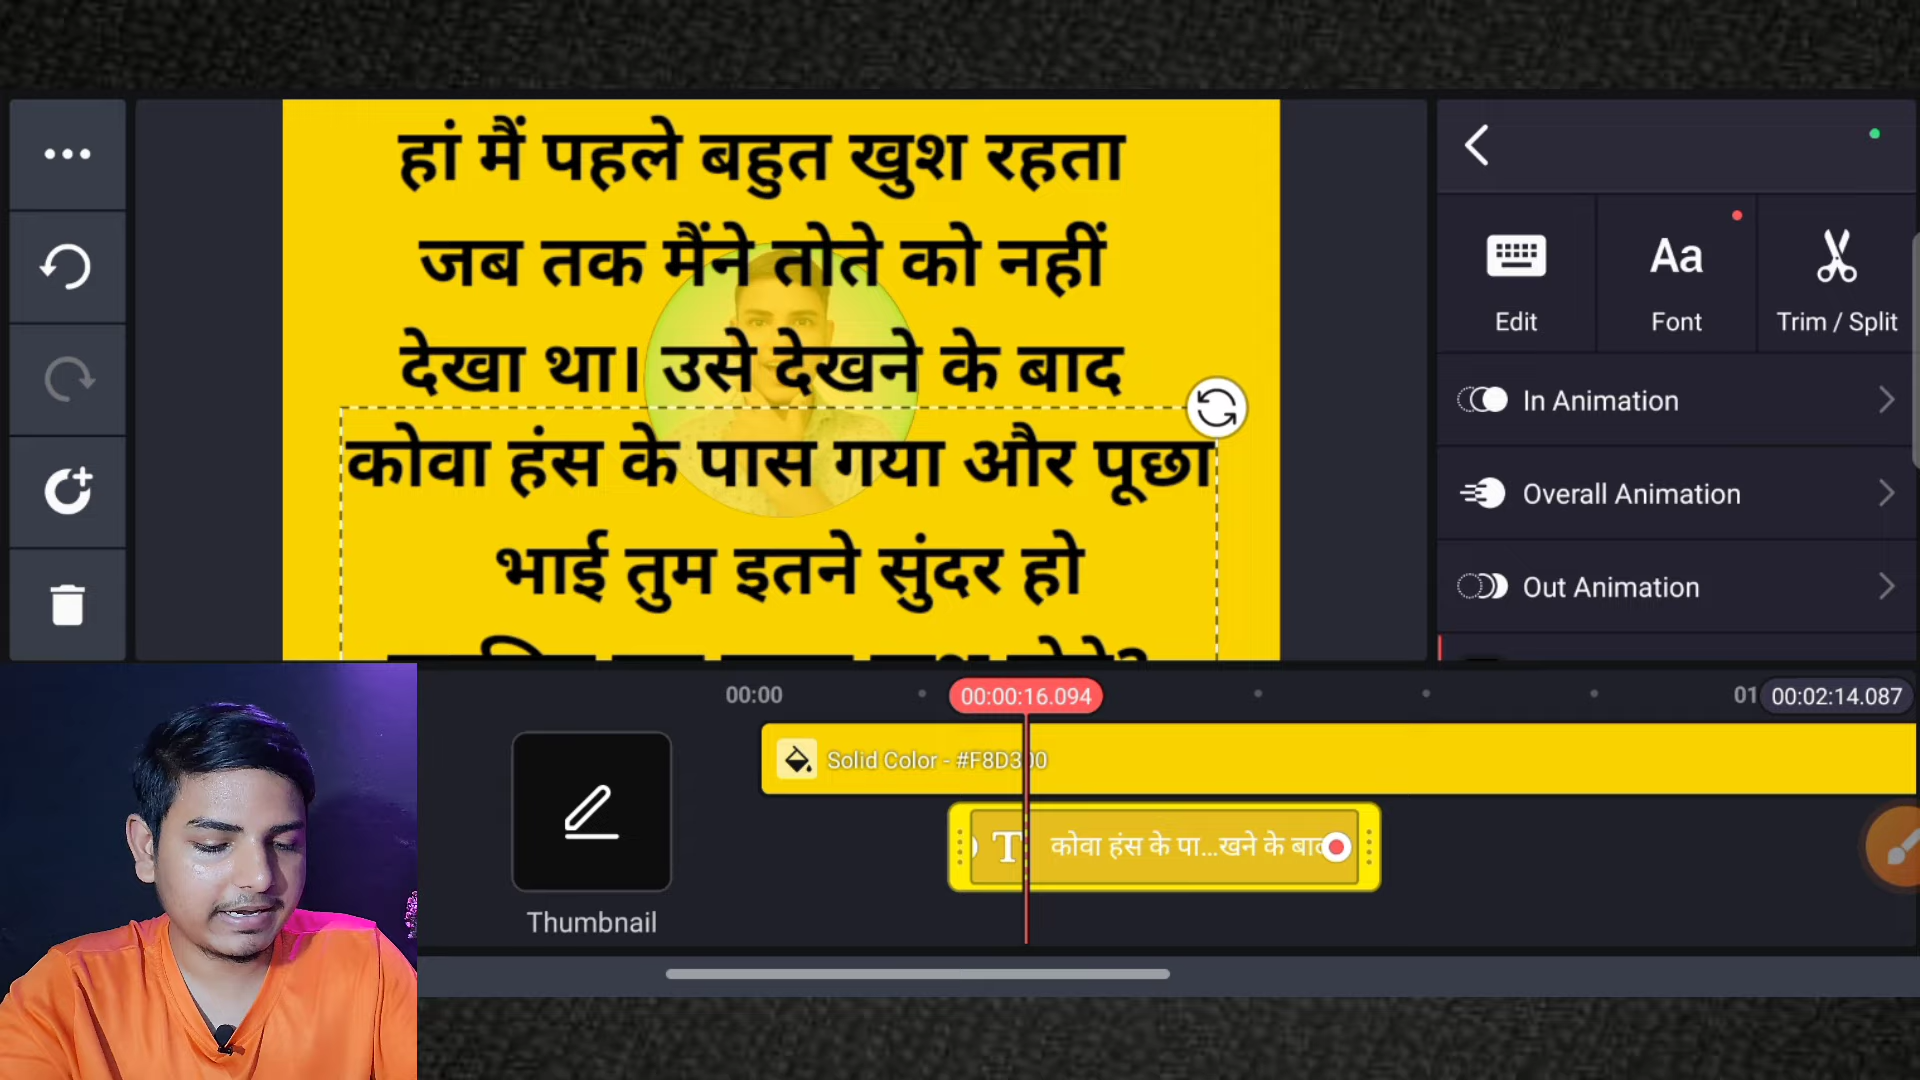 हां मैं पहले बहुत खुश रहता
जब तक मैंने तोते को नहीं
देखा था। उसे देखने के बाद
कोवा हंस के पास गया और पूछा
भाई तुम इतने सुंदर हो
Edit
Aa
Font
Trim / Split
In Animation
Overall Animation
Out Animation
00:00
00:00:16.094
01
00:02:14.087
Solid Color - #F8D300
T
कोवा हंस के पा...खने के बाद
Thumbnail